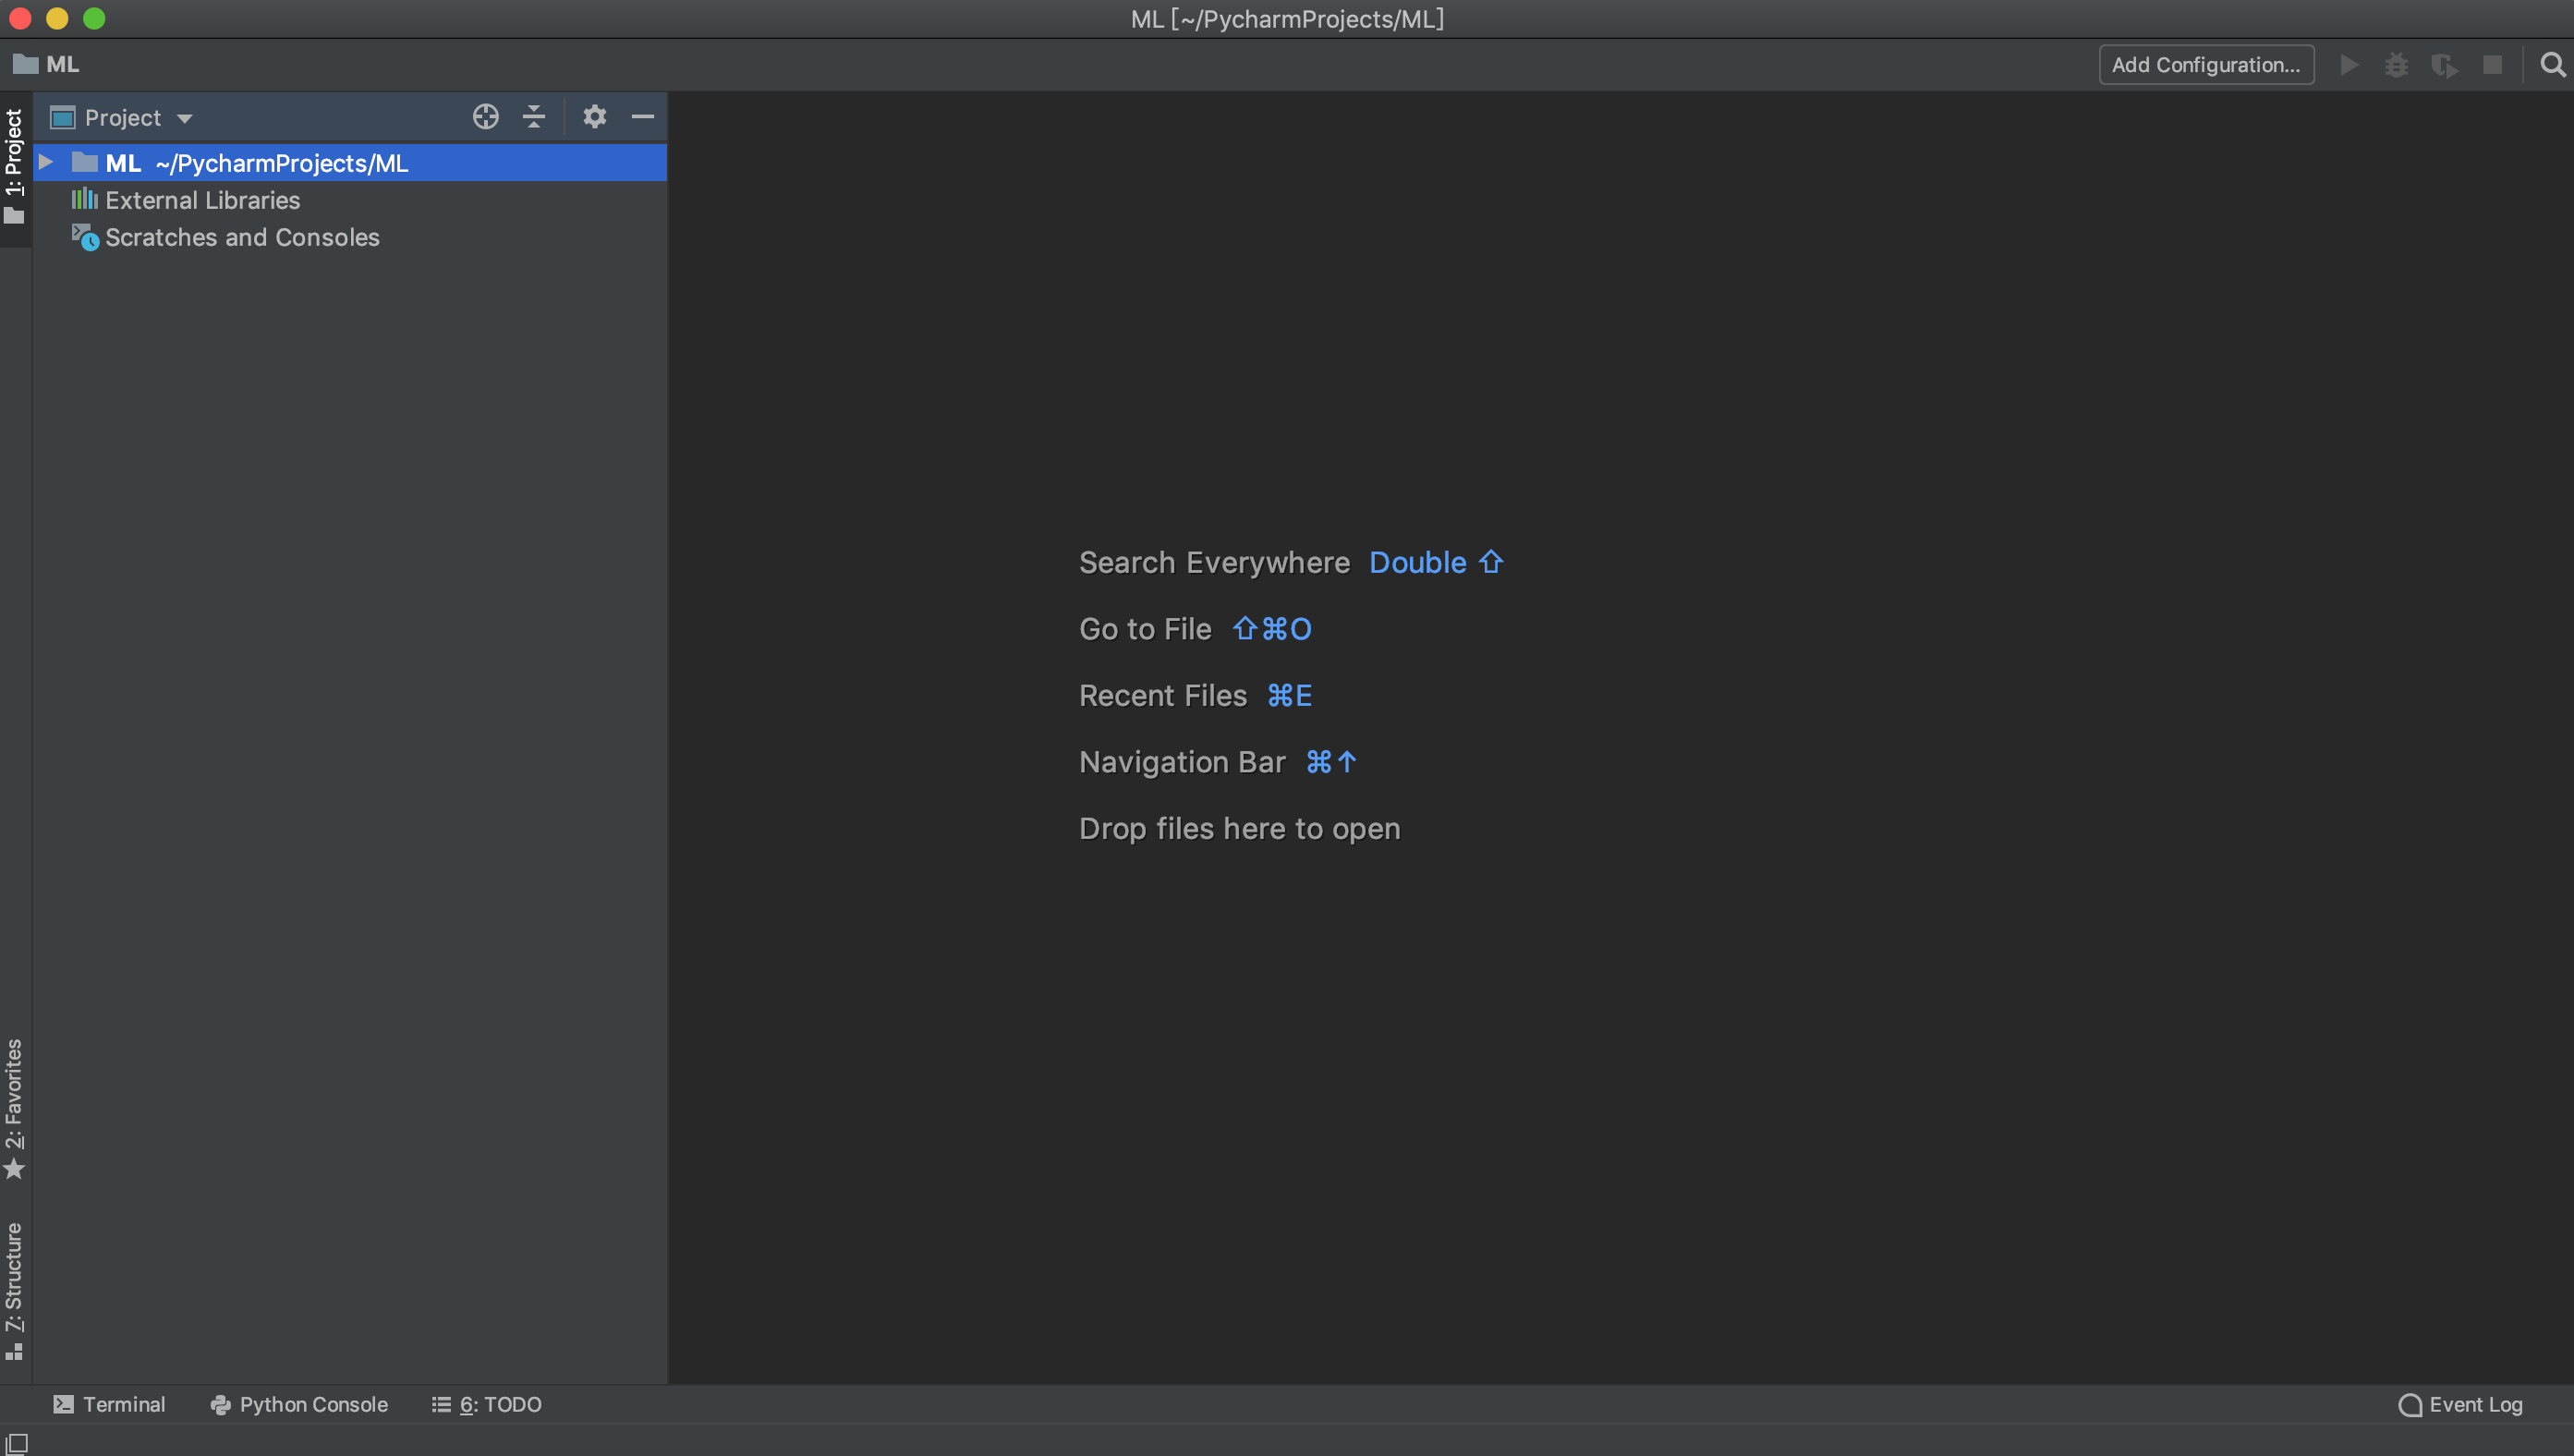 ML [~/PycharmProjects/ML]
ML
Add Configuration...
1: Project
Project
ML ~/PycharmProjects/ML
External Libraries
Scratches and Consoles
Search Everywhere Double ⇧
Go to File ⇧⌘O
Recent Files ⌘E
Navigation Bar ⌘↑
Drop files here to open
2: Favorites
7: Structure
Terminal Python Console 6: TODO Event Log